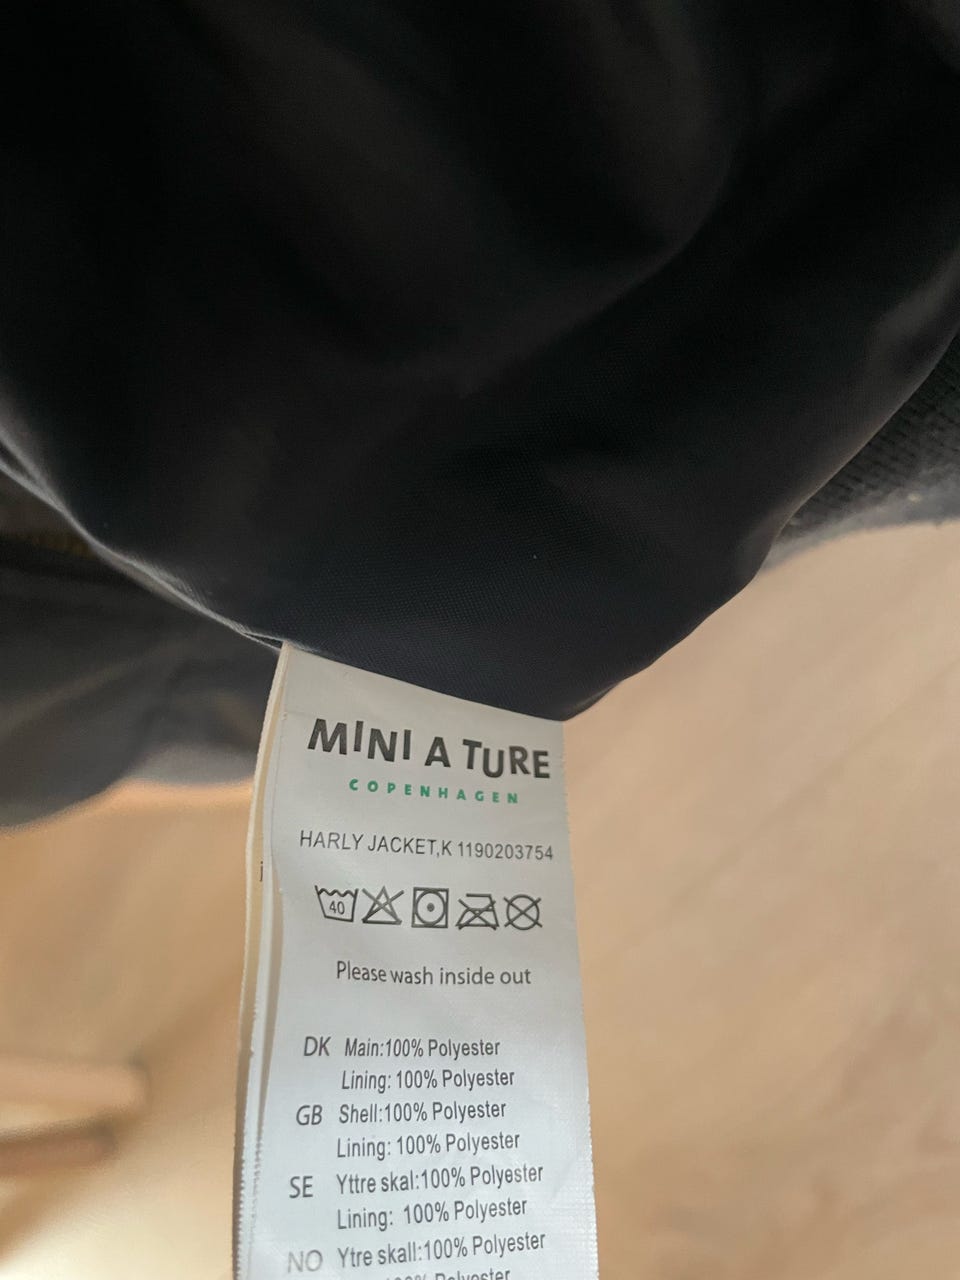 MINI A TURE
COPENHAGEN
HARLY JACKET,K 1190203754
40
Please wash inside out
DK Main:100% Polyester
Lining: 100% Polyester
GB Shell:100% Polyester
Lining: 100% Polyester
SE Yttre skal:100% Polyester
Lining: 100% Polyester
NO Ytre skall:100% Polyester
100% Polyester